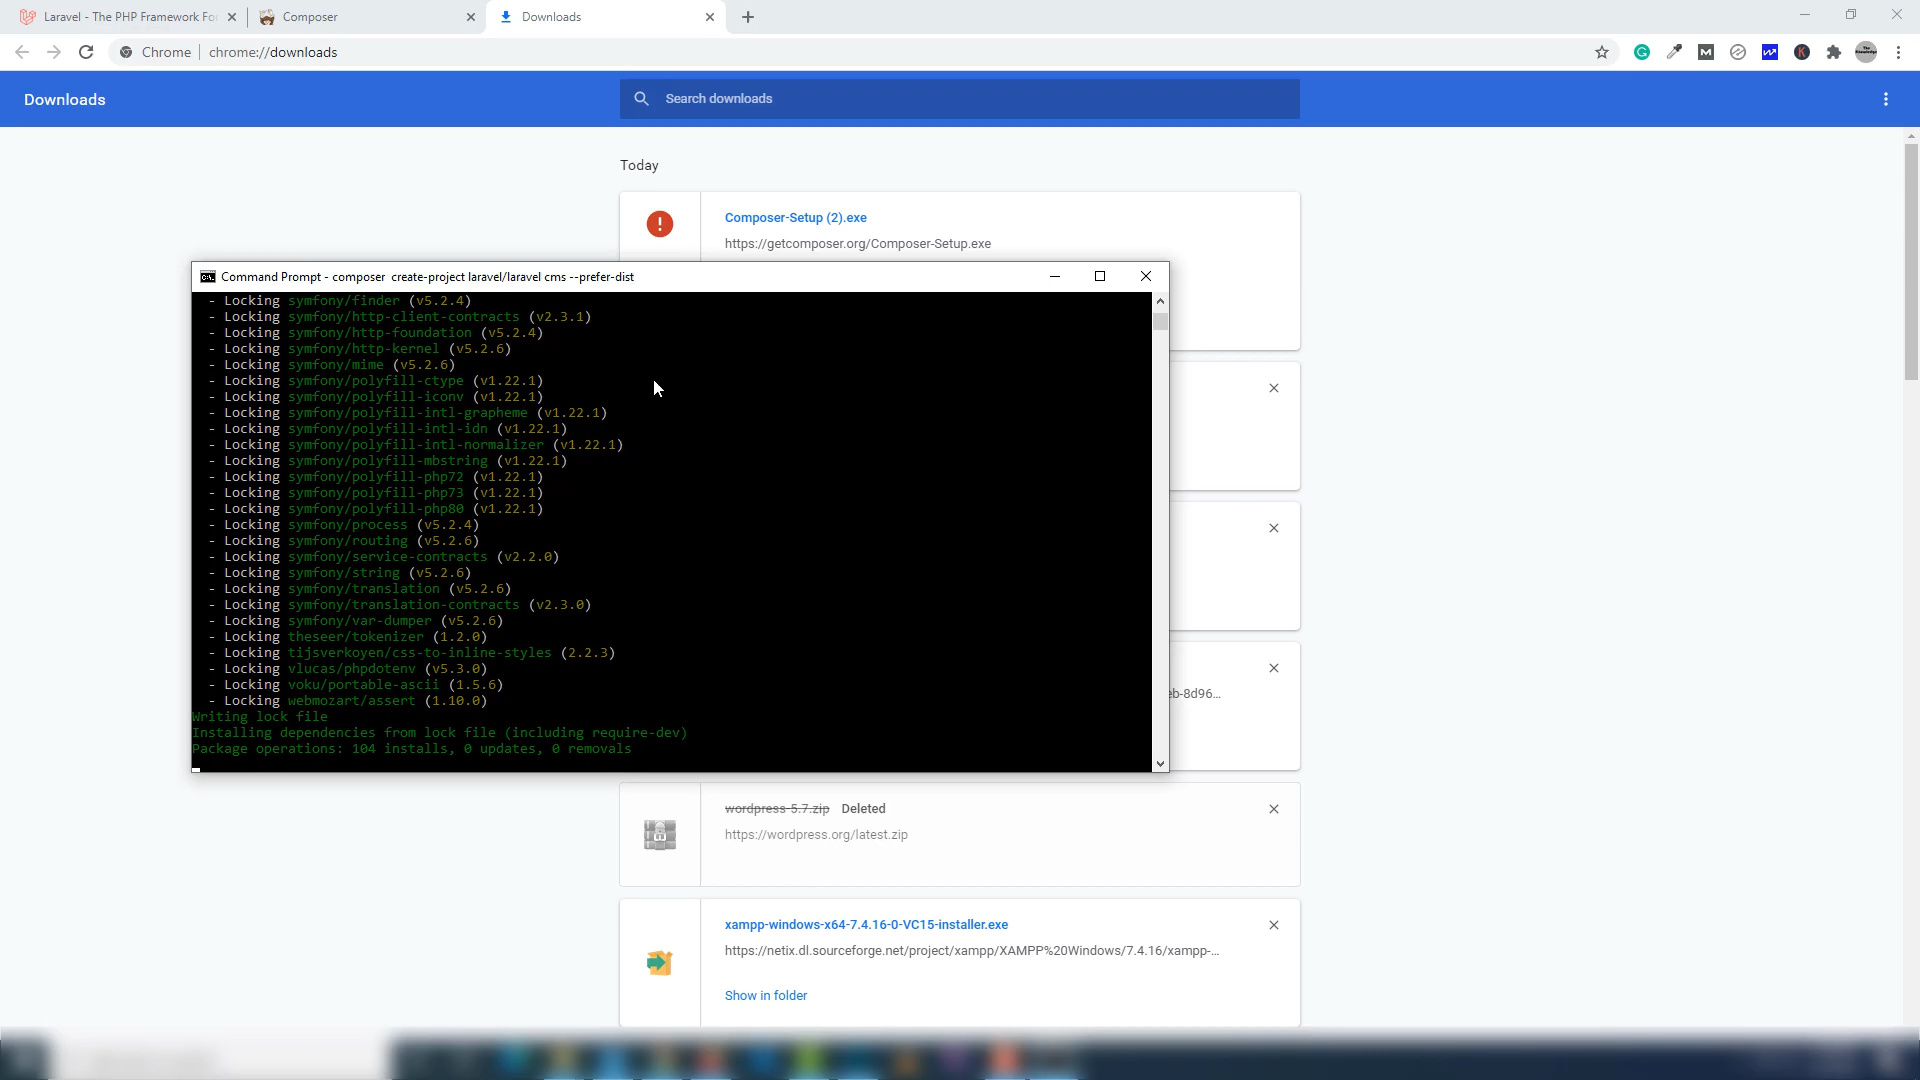 Laravel - The PHP Framework For
Composer
Downloads
Chrome
chrome://downloads
Downloads
Search downloads
Today
Composer-Setup (2).exe
https://getcomposer.org/Composer-Setup.exe
Command Prompt - composer  create-project laravel/laravel cms --prefer-dist
- Locking symfony/finder (v5.2.4)
- Locking symfony/http-client-contracts (v2.3.1)
- Locking symfony/http-foundation (v5.2.4)
- Locking symfony/http-kernel (v5.2.6)
- Locking symfony/mime (v5.2.6)
- Locking symfony/polyfill-ctype (v1.22.1)
- Locking symfony/polyfill-iconv (v1.22.1)
- Locking symfony/polyfill-intl-grapheme (v1.22.1)
- Locking symfony/polyfill-intl-idn (v1.22.1)
- Locking symfony/polyfill-intl-normalizer (v1.22.1)
- Locking symfony/polyfill-mbstring (v1.22.1)
- Locking symfony/polyfill-php72 (v1.22.1)
- Locking symfony/polyfill-php73 (v1.22.1)
- Locking symfony/polyfill-php80 (v1.22.1)
- Locking symfony/process (v5.2.4)
- Locking symfony/routing (v5.2.6)
- Locking symfony/service-contracts (v2.2.0)
- Locking symfony/string (v5.2.6)
- Locking symfony/translation (v5.2.6)
- Locking symfony/translation-contracts (v2.3.0)
- Locking symfony/var-dumper (v5.2.6)
- Locking theseer/tokenizer (1.2.0)
- Locking tijsverkoyen/css-to-inline-styles (2.2.3)
- Locking vlucas/phpdotenv (v5.3.0)
- Locking voku/portable-ascii (1.5.6)
- Locking webmozart/assert (1.10.0)
Writing lock file
Installing dependencies from lock file (including require-dev)
Package operations: 104 installs, 0 updates, 0 removals
eb-8d96...
wordpress-5.7.zip Deleted
https://wordpress.org/latest.zip
xampp-windows-x64-7.4.16-0-VC15-installer.exe
https://netix.dl.sourceforge.net/project/xampp/XAMPP%20Windows/7.4.16/xampp-...
Show in folder